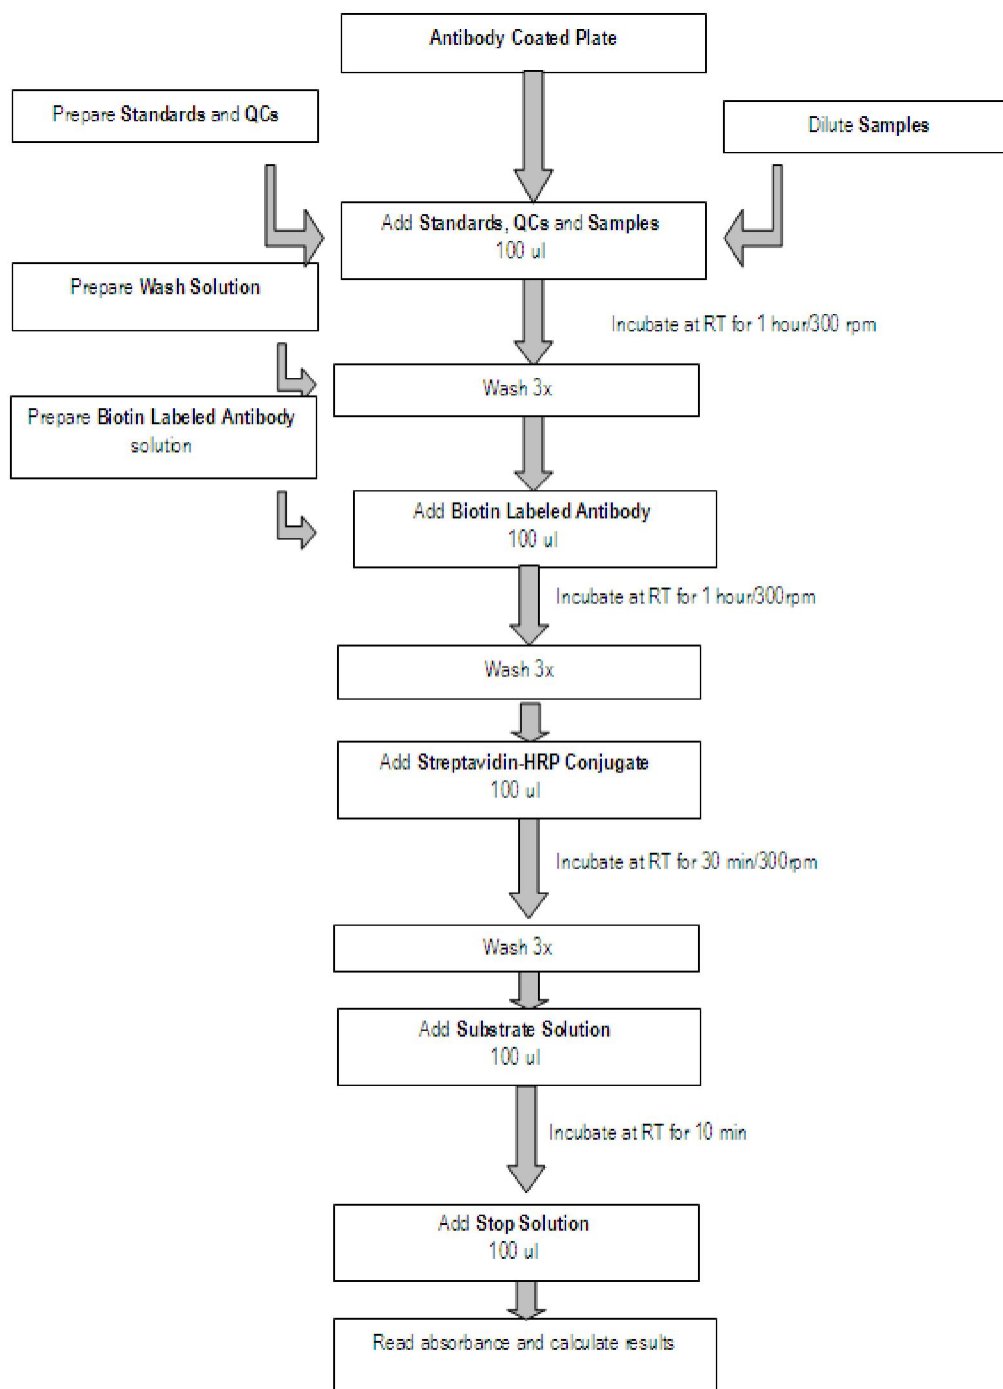 Antibody Coated Plate
Prepare Standards and QCs
Dilute Samples
Add Standards, QCs and Samples
100 ul
Prepare Wash Solution
Incubate at RT for 1 hour/300 rpm
Wash 3x
Prepare Biotin Labeled Antibody
solution
Add Biotin Labeled Antibody
100 ul
Incubate at RT for 1 hour/300rpm
Wash 3x
Add Streptavidin-HRP Conjugate
100 ul
Incubate at RT for 30 min/300rpm
Wash 3x
Add Substrate Solution
100 ul
Incubate at RT for 10 min
Add Stop Solution
100 ul
Read absorbance and calculate results